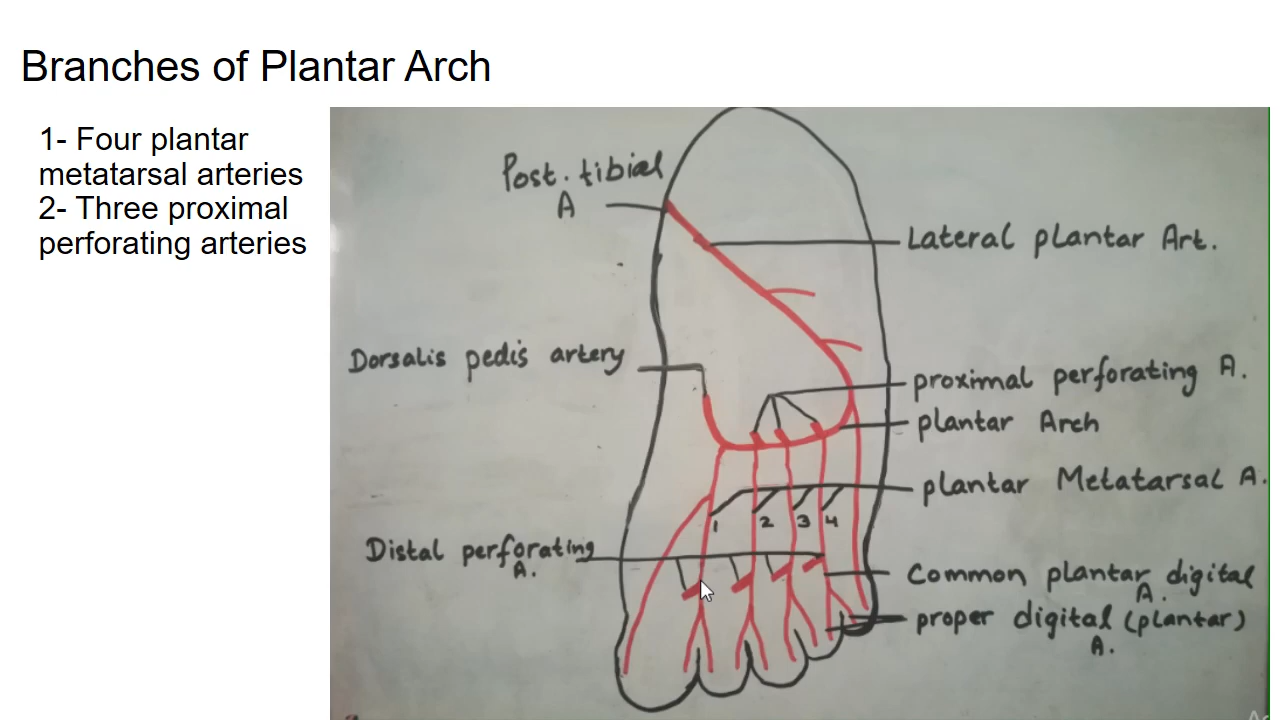 Branches of Plantar Arch
1- Four plantar
metatarsal arteries
2- Three proximal
perforating arteries
Post. tibial
A
Lateral plantar Art.
Dorsalis pedis artery
proximal perforating A.
plantar Arch
plantar Metatarsal A.
1 2 3 4
Distal perforating
A.
Common plantar digital
A.
proper digital (plantar)
A.